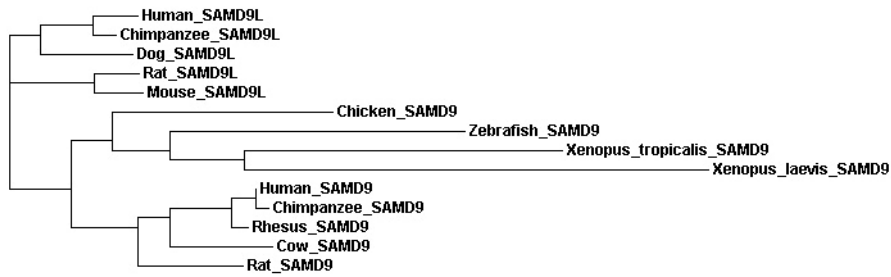 Human_SAMD9L
Chimpanzee_SAMD9L
Dog_SAMD9L
Rat_SAMD9L
Mouse_SAMD9L
Chicken_SAMD9
Zebrafish_SAMD9
Xenopus_tropicalis_SAMD9
Xenopus_laevis_SAMD9
Human_SAMD9
Chimpanzee_SAMD9
Rhesus_SAMD9
Cow_SAMD9
Rat_SAMD9